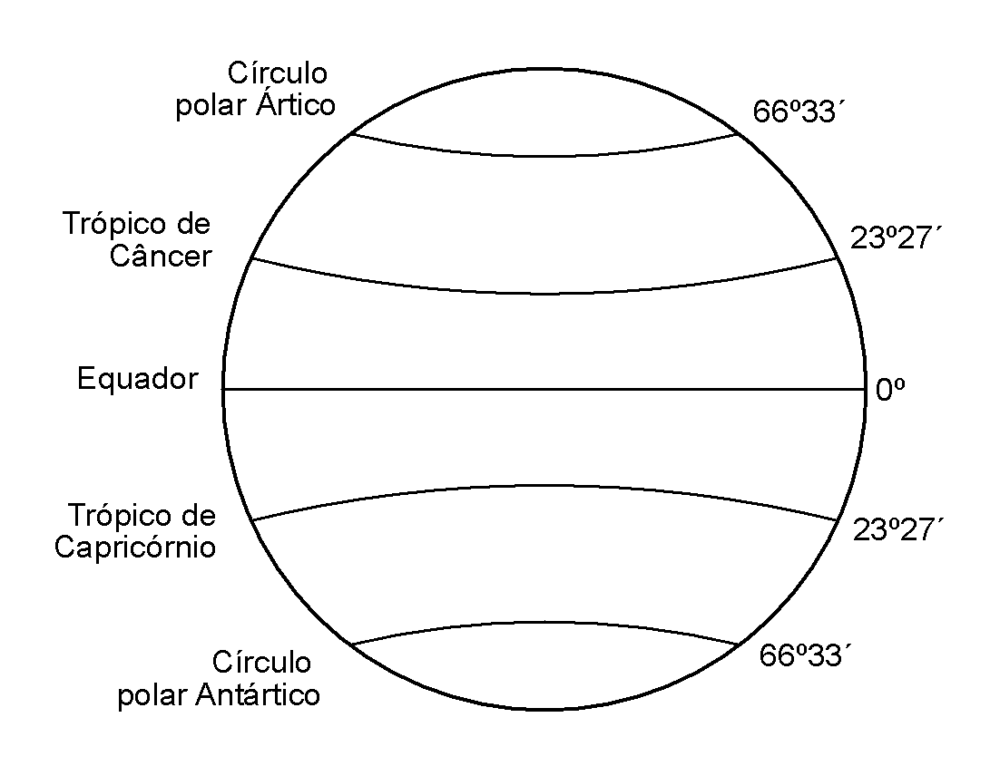 Círculo
polar Ártico
66º33´
Trópico de
Câncer
23º27´
Equador
0º
Trópico de
Capricórnio
23º27´
Círculo
polar Antártico
66º33´